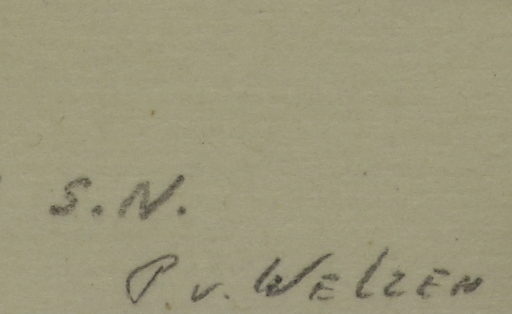 S.N.
P. v. WELZEN